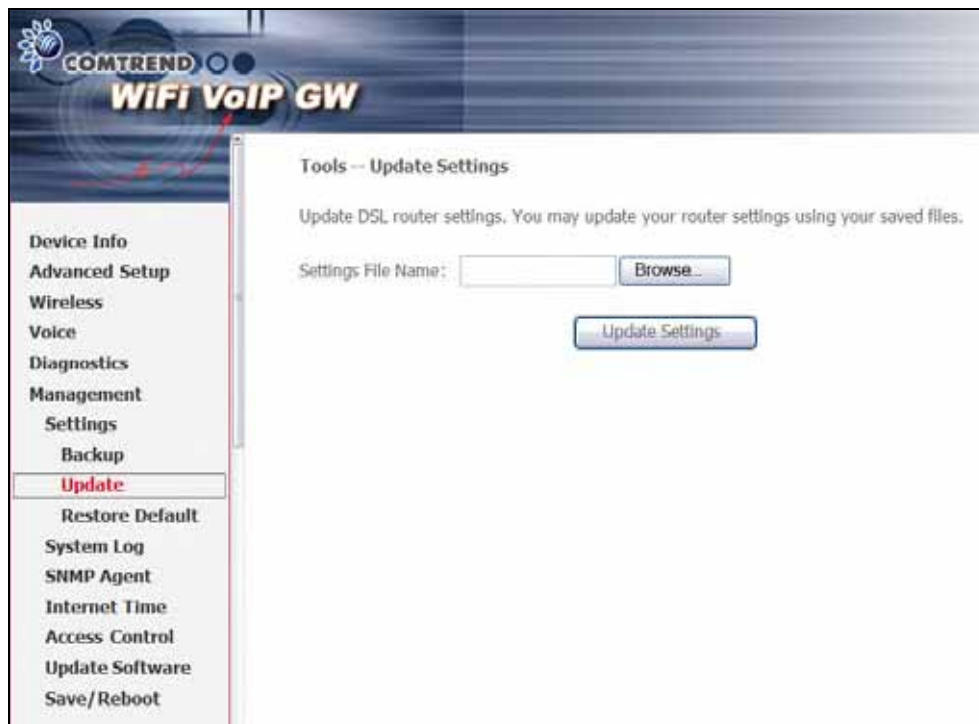 COMTREND
WiFi VoIP GW
Tools -- Update Settings
Update DSL router settings. You may update your router settings using your saved files.
Settings File Name:
Browse...
Update Settings
Device Info
Advanced Setup
Wireless
Voice
Diagnostics
Management
Settings
Backup
Update
Restore Default
System Log
SNMP Agent
Internet Time
Access Control
Update Software
Save/Reboot